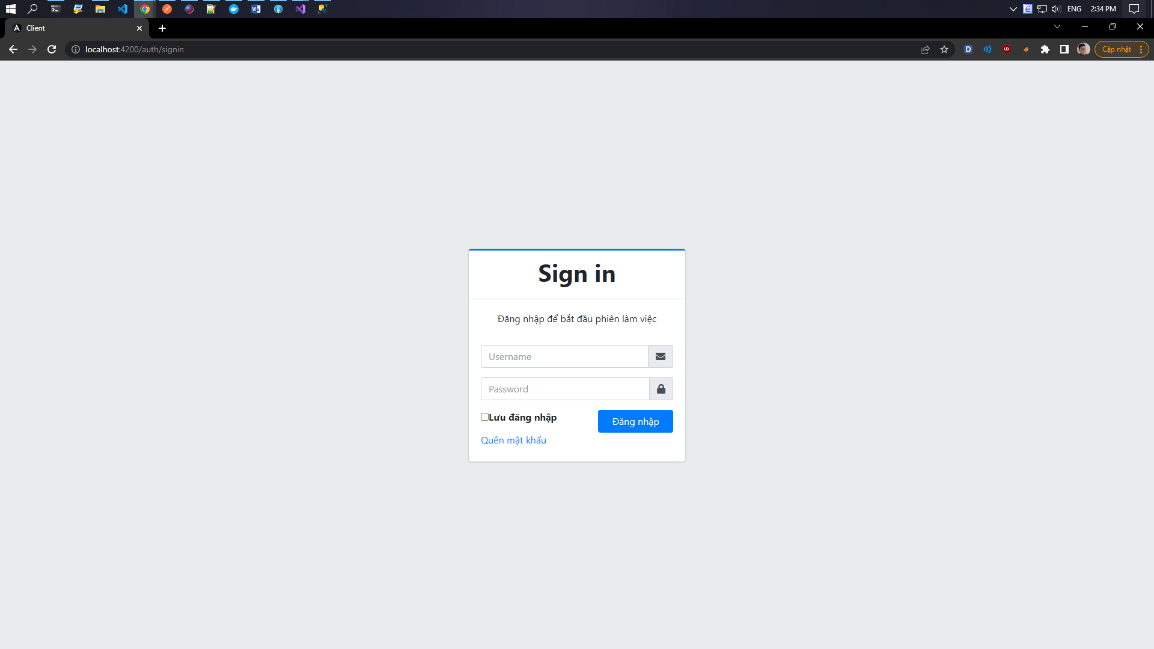 ENG
2:34 PM
Client
localhost:4200/auth/signin
Cập nhật
Sign in
Đăng nhập để bắt đầu phiên làm việc
Username
Password
Lưu đăng nhập
Đăng nhập
Quên mật khẩu